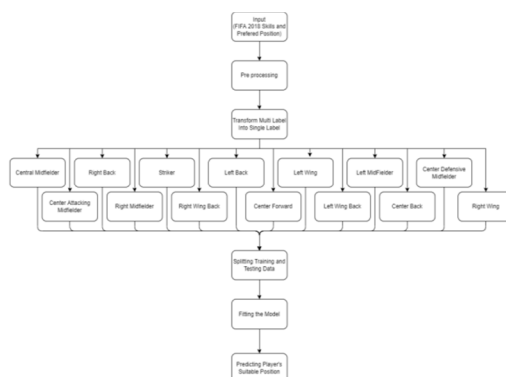 Input
(FIFA 2018 Skills and
Prefered Position)
Pre processing
Transform Multi Label
into Single Label
Central Midfielder
Right Back
Striker
Left Back
Left Wing
Left MidFielder
Center Defensive
Midfielder
Center Attacking
Midfielder
Right Midfielder
Right Wing Back
Center Forward
Left Wing Back
Center Back
Right Wing
Splitting Training and
Testing Data
Fitting the Model
Predicting Player's
Suitable Position